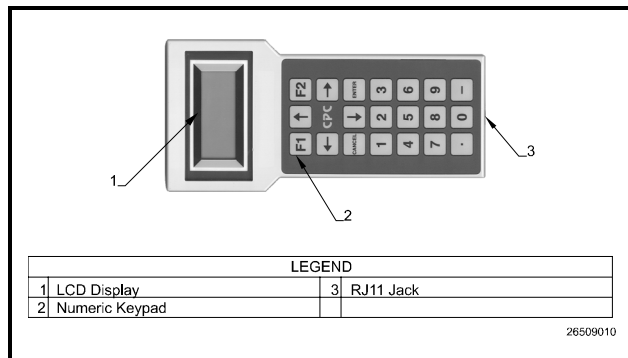 F1 ↑ F2
← CPC →
CANCEL ↓ ENTER
1 2 3
4 5 6
7 8 9
. 0 −
1
2
3
LEGEND
1 LCD Display 3 RJ11 Jack
2 Numeric Keypad
26509010